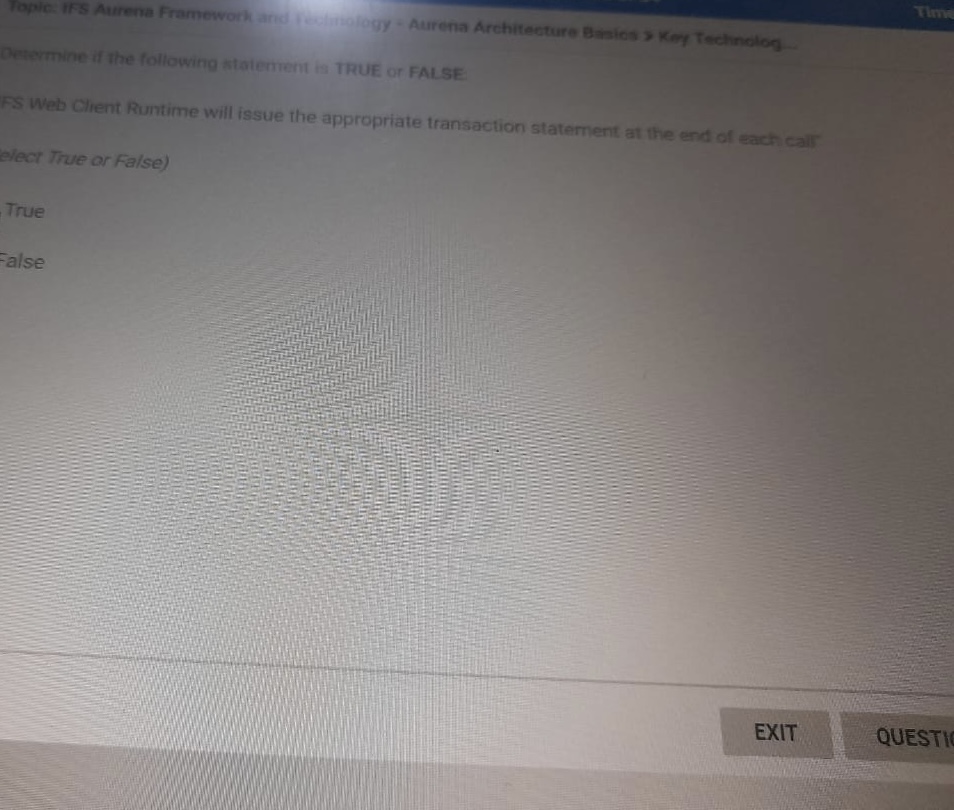 Time
Topic: IFS Aurena Framework and Technology - Aurena Architecture Basics > Key Technolog...
Determine if the following statement is TRUE or FALSE:
FS Web Client Runtime will issue the appropriate transaction statement at the end of each call"
elect True or False)
True
False
EXIT
QUESTIO